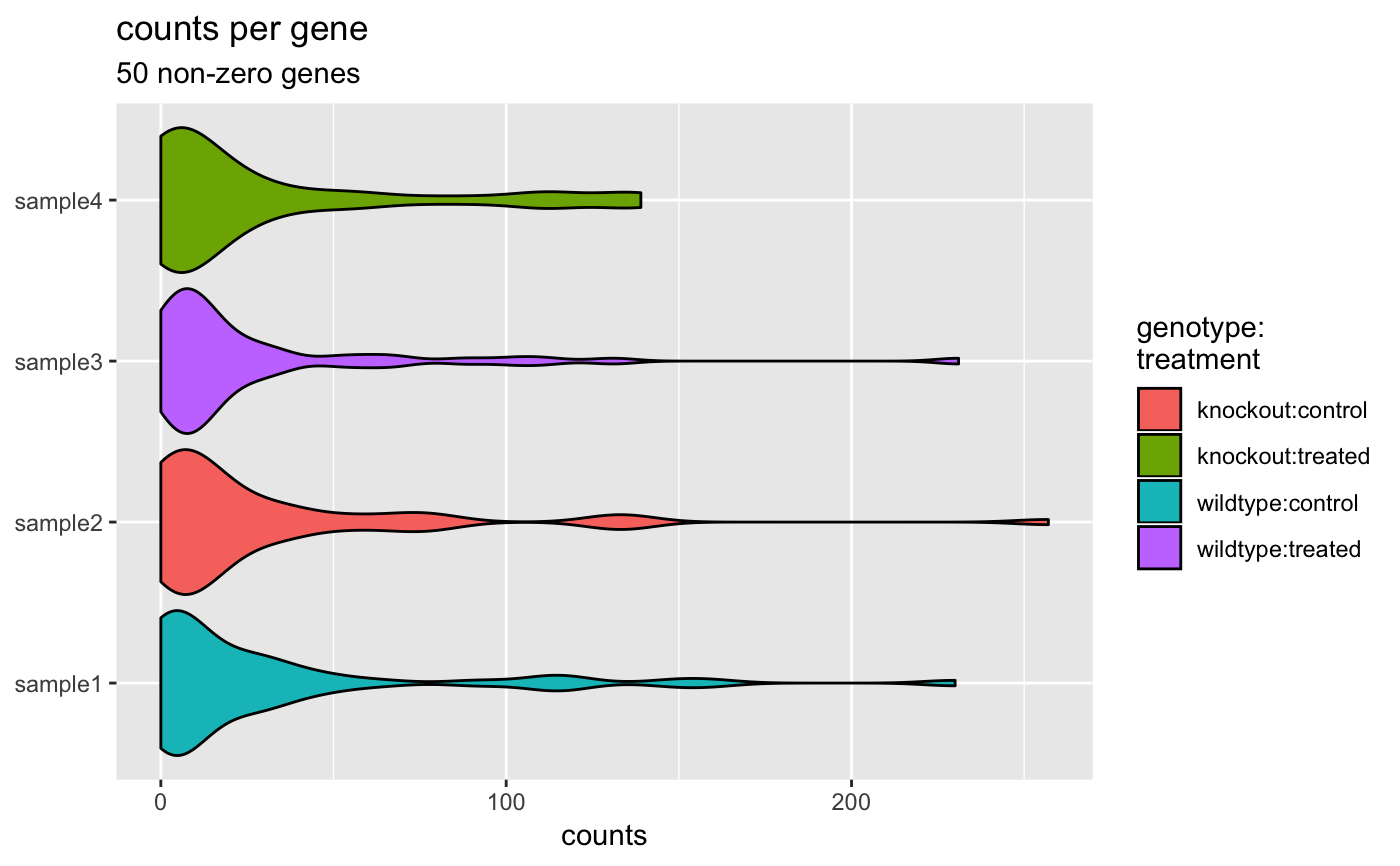 counts per gene
50 non-zero genes
sample4
sample3
sample2
sample1
0
100
200
counts
genotype:
treatment
knockout:control
knockout:treated
wildtype:control
wildtype:treated